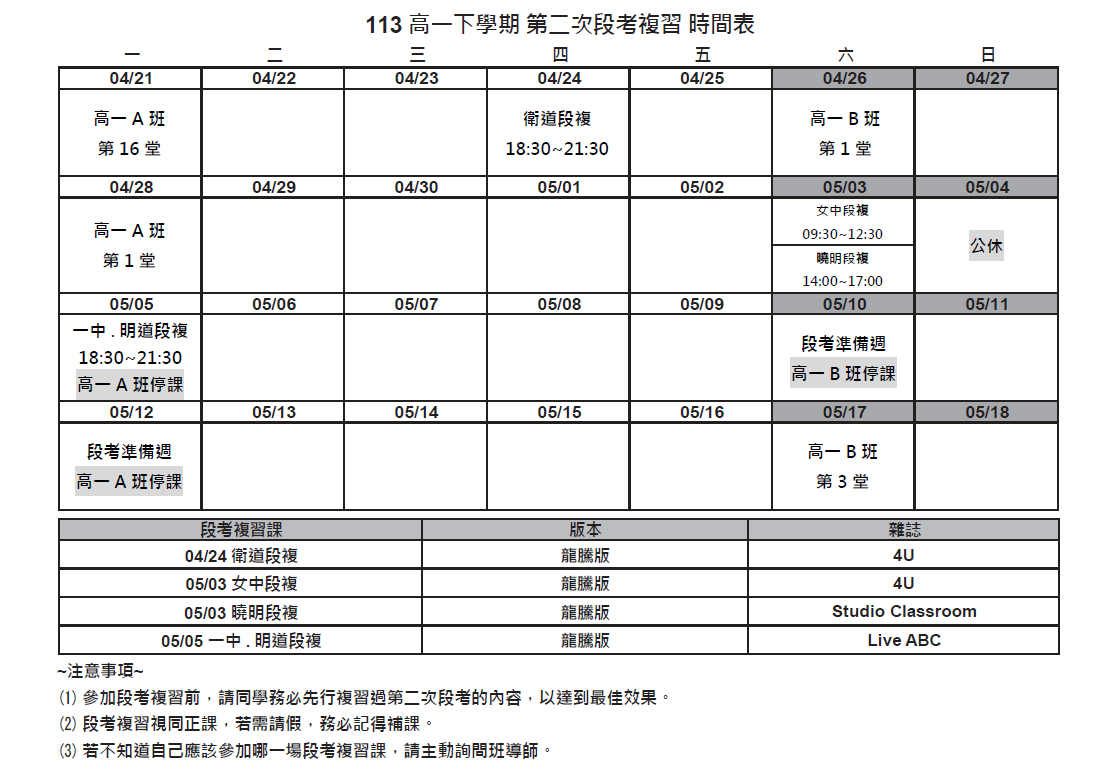 113 高一下學期 第二次段考複習 時間表
一 二 三 四 五 六 日
04/21 04/22 04/23 04/24 04/25 04/26 04/27
高一 A 班
第 16 堂
衛道段複
18:30~21:30
高一 B 班
第 1 堂
04/28 04/29 04/30 05/01 05/02 05/03 05/04
高一 A 班
第 1 堂
女中段複
09:30~12:30
曉明段複
14:00~17:00
公休
05/05 05/06 05/07 05/08 05/09 05/10 05/11
一中 . 明道段複
18:30~21:30
高一 A 班停課
段考準備週
高一 B 班停課
05/12 05/13 05/14 05/15 05/16 05/17 05/18
段考準備週
高一 A 班停課
高一 B 班
第 3 堂
段考複習課 版本 雜誌
04/24 衛道段複 龍騰版 4U
05/03 女中段複 龍騰版 4U
05/03 曉明段複 龍騰版 Studio Classroom
05/05 一中 . 明道段複 龍騰版 Live ABC
~注意事項~
(1) 參加段考複習前，請同學務必先行複習過第二次段考的內容，以達到最佳效果。
(2) 段考複習視同正課，若需請假，務必記得補課。
(3) 若不知道自己應該參加哪一場段考複習課，請主動詢問班導師。